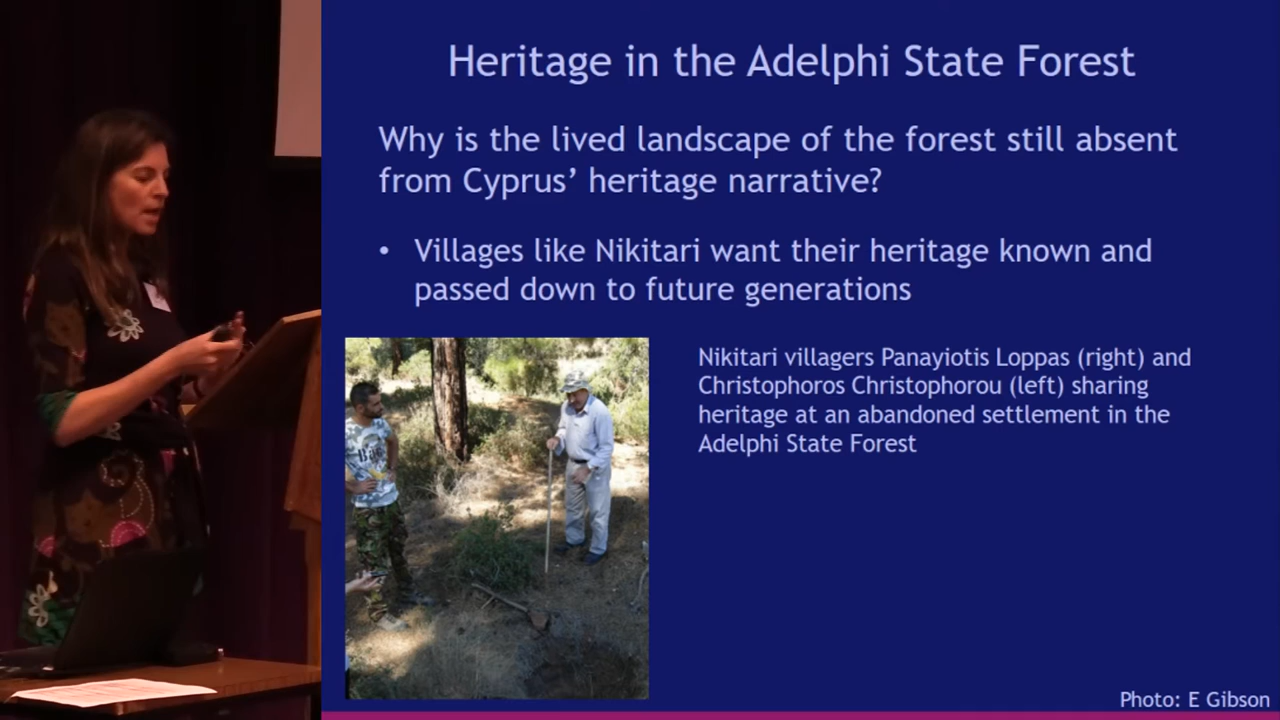 Heritage in the Adelphi State Forest
Why is the lived landscape of the forest still absent
from Cyprus’ heritage narrative?
• Villages like Nikitari want their heritage known and
passed down to future generations
Nikitari villagers Panayiotis Loppas (right) and
Christophoros Christophorou (left) sharing
heritage at an abandoned settlement in the
Adelphi State Forest
Photo: E Gibson